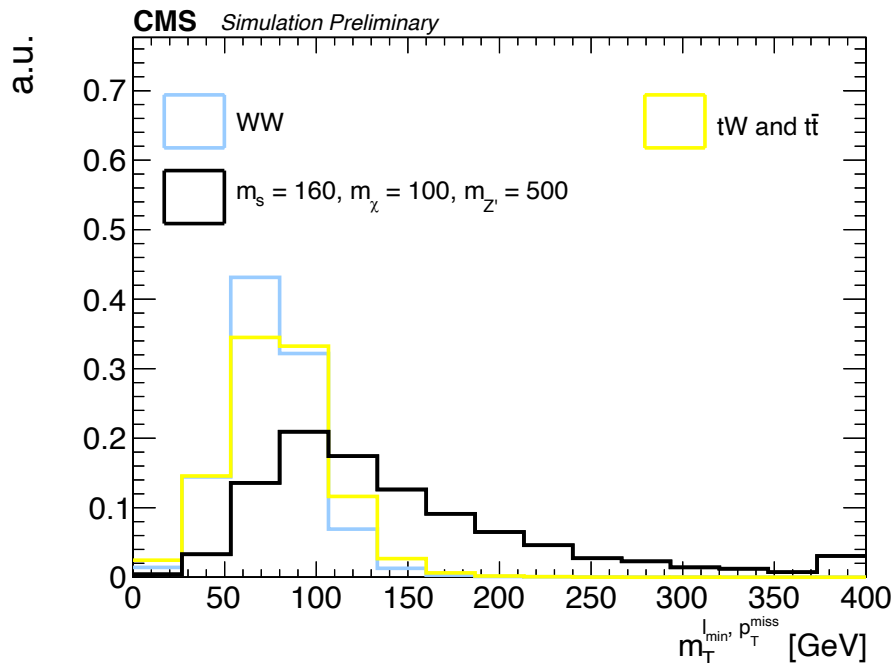 CMS Simulation Preliminary
a.u.
WW
tW and tt̄
m_s = 160, m_χ = 100, m_Z' = 500
0.7
0.6
0.5
0.4
0.3
0.2
0.1
0
0 50 100 150 200 250 300 350 400
m_T^{l_min, p_T^miss} [GeV]